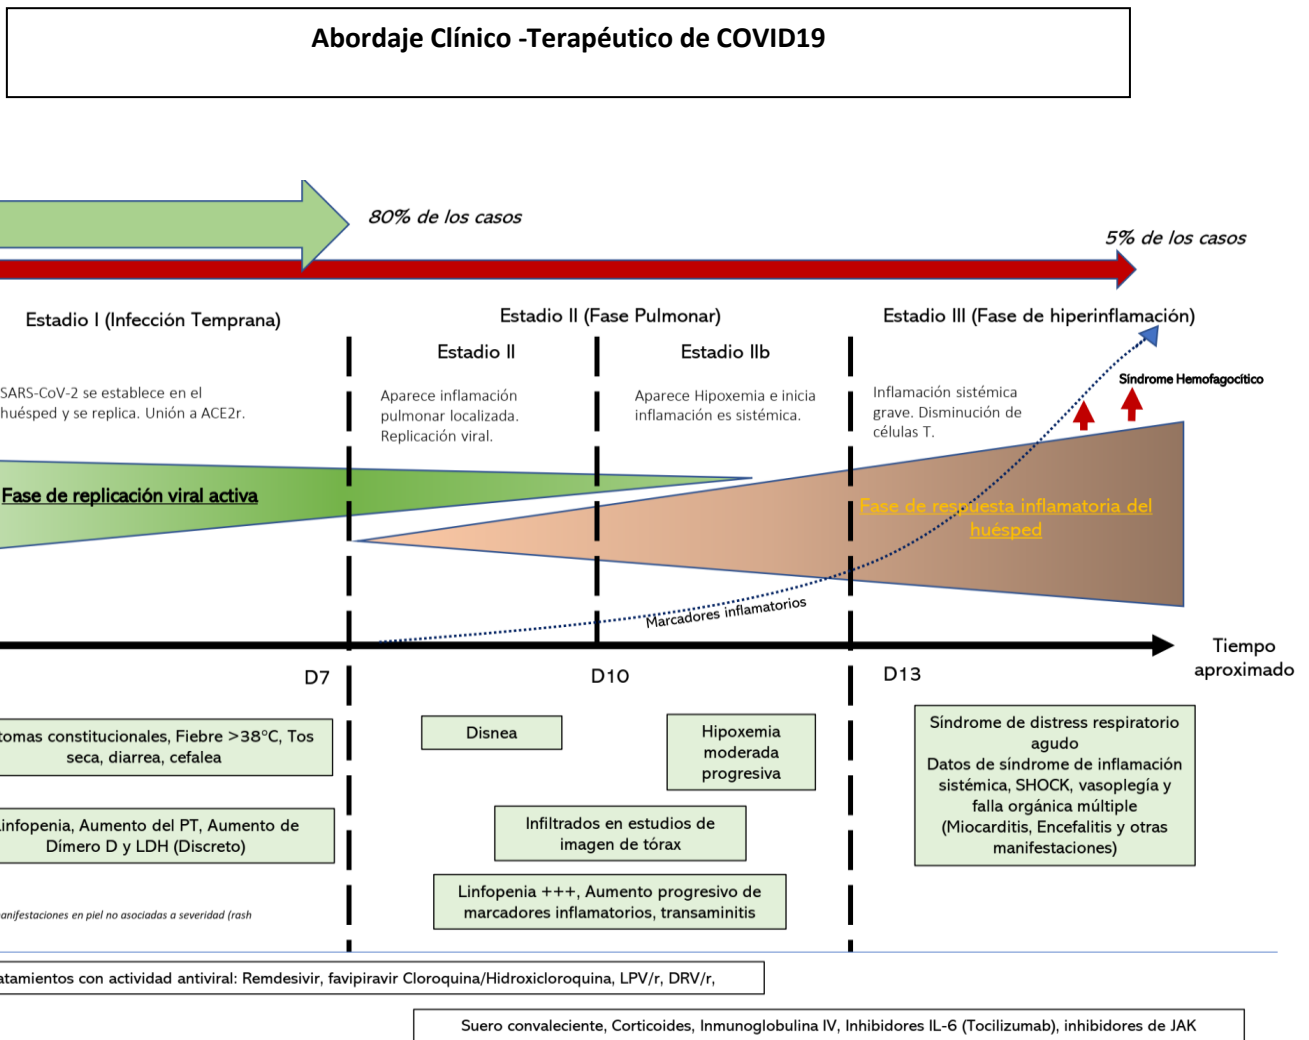 Abordaje Clínico -Terapéutico de COVID19
80% de los casos
5% de los casos
Estadio I (Infección Temprana)
Estadio II (Fase Pulmonar)
Estadio III (Fase de hiperinflamación)
Estadio II
Estadio IIb
SARS-CoV-2 se establece en el
huésped y se replica. Unión a ACE2r.
Aparece inflamación
pulmonar localizada.
Replicación viral.
Aparece Hipoxemia e inicia
inflamación es sistémica.
Inflamación sistémica
grave. Disminución de
células T.
Síndrome Hemofagocítico
Fase de replicación viral activa
Fase de respuesta inflamatoria del
huésped
Marcadores inflamatorios
Tiempo
aproximado
D7
D10
D13
tomas constitucionales, Fiebre >38°C, Tos
seca, diarrea, cefalea
Disnea
Hipoxemia
moderada
progresiva
Síndrome de distress respiratorio
agudo
Datos de síndrome de inflamación
sistémica, SHOCK, vasoplegía y
falla orgánica múltiple
(Miocarditis, Encefalitis y otras
manifestaciones)
infopenia, Aumento del PT, Aumento de
Dímero D y LDH (Discreto)
Infiltrados en estudios de
imagen de tórax
Linfopenia +++, Aumento progresivo de
marcadores inflamatorios, transaminitis
manifestaciones en piel no asociadas a severidad (rash
atamientos con actividad antiviral: Remdesivir, favipiravir Cloroquina/Hidroxicloroquina, LPV/r, DRV/r,
Suero convaleciente, Corticoides, Inmunoglobulina IV, Inhibidores IL-6 (Tocilizumab), inhibidores de JAK